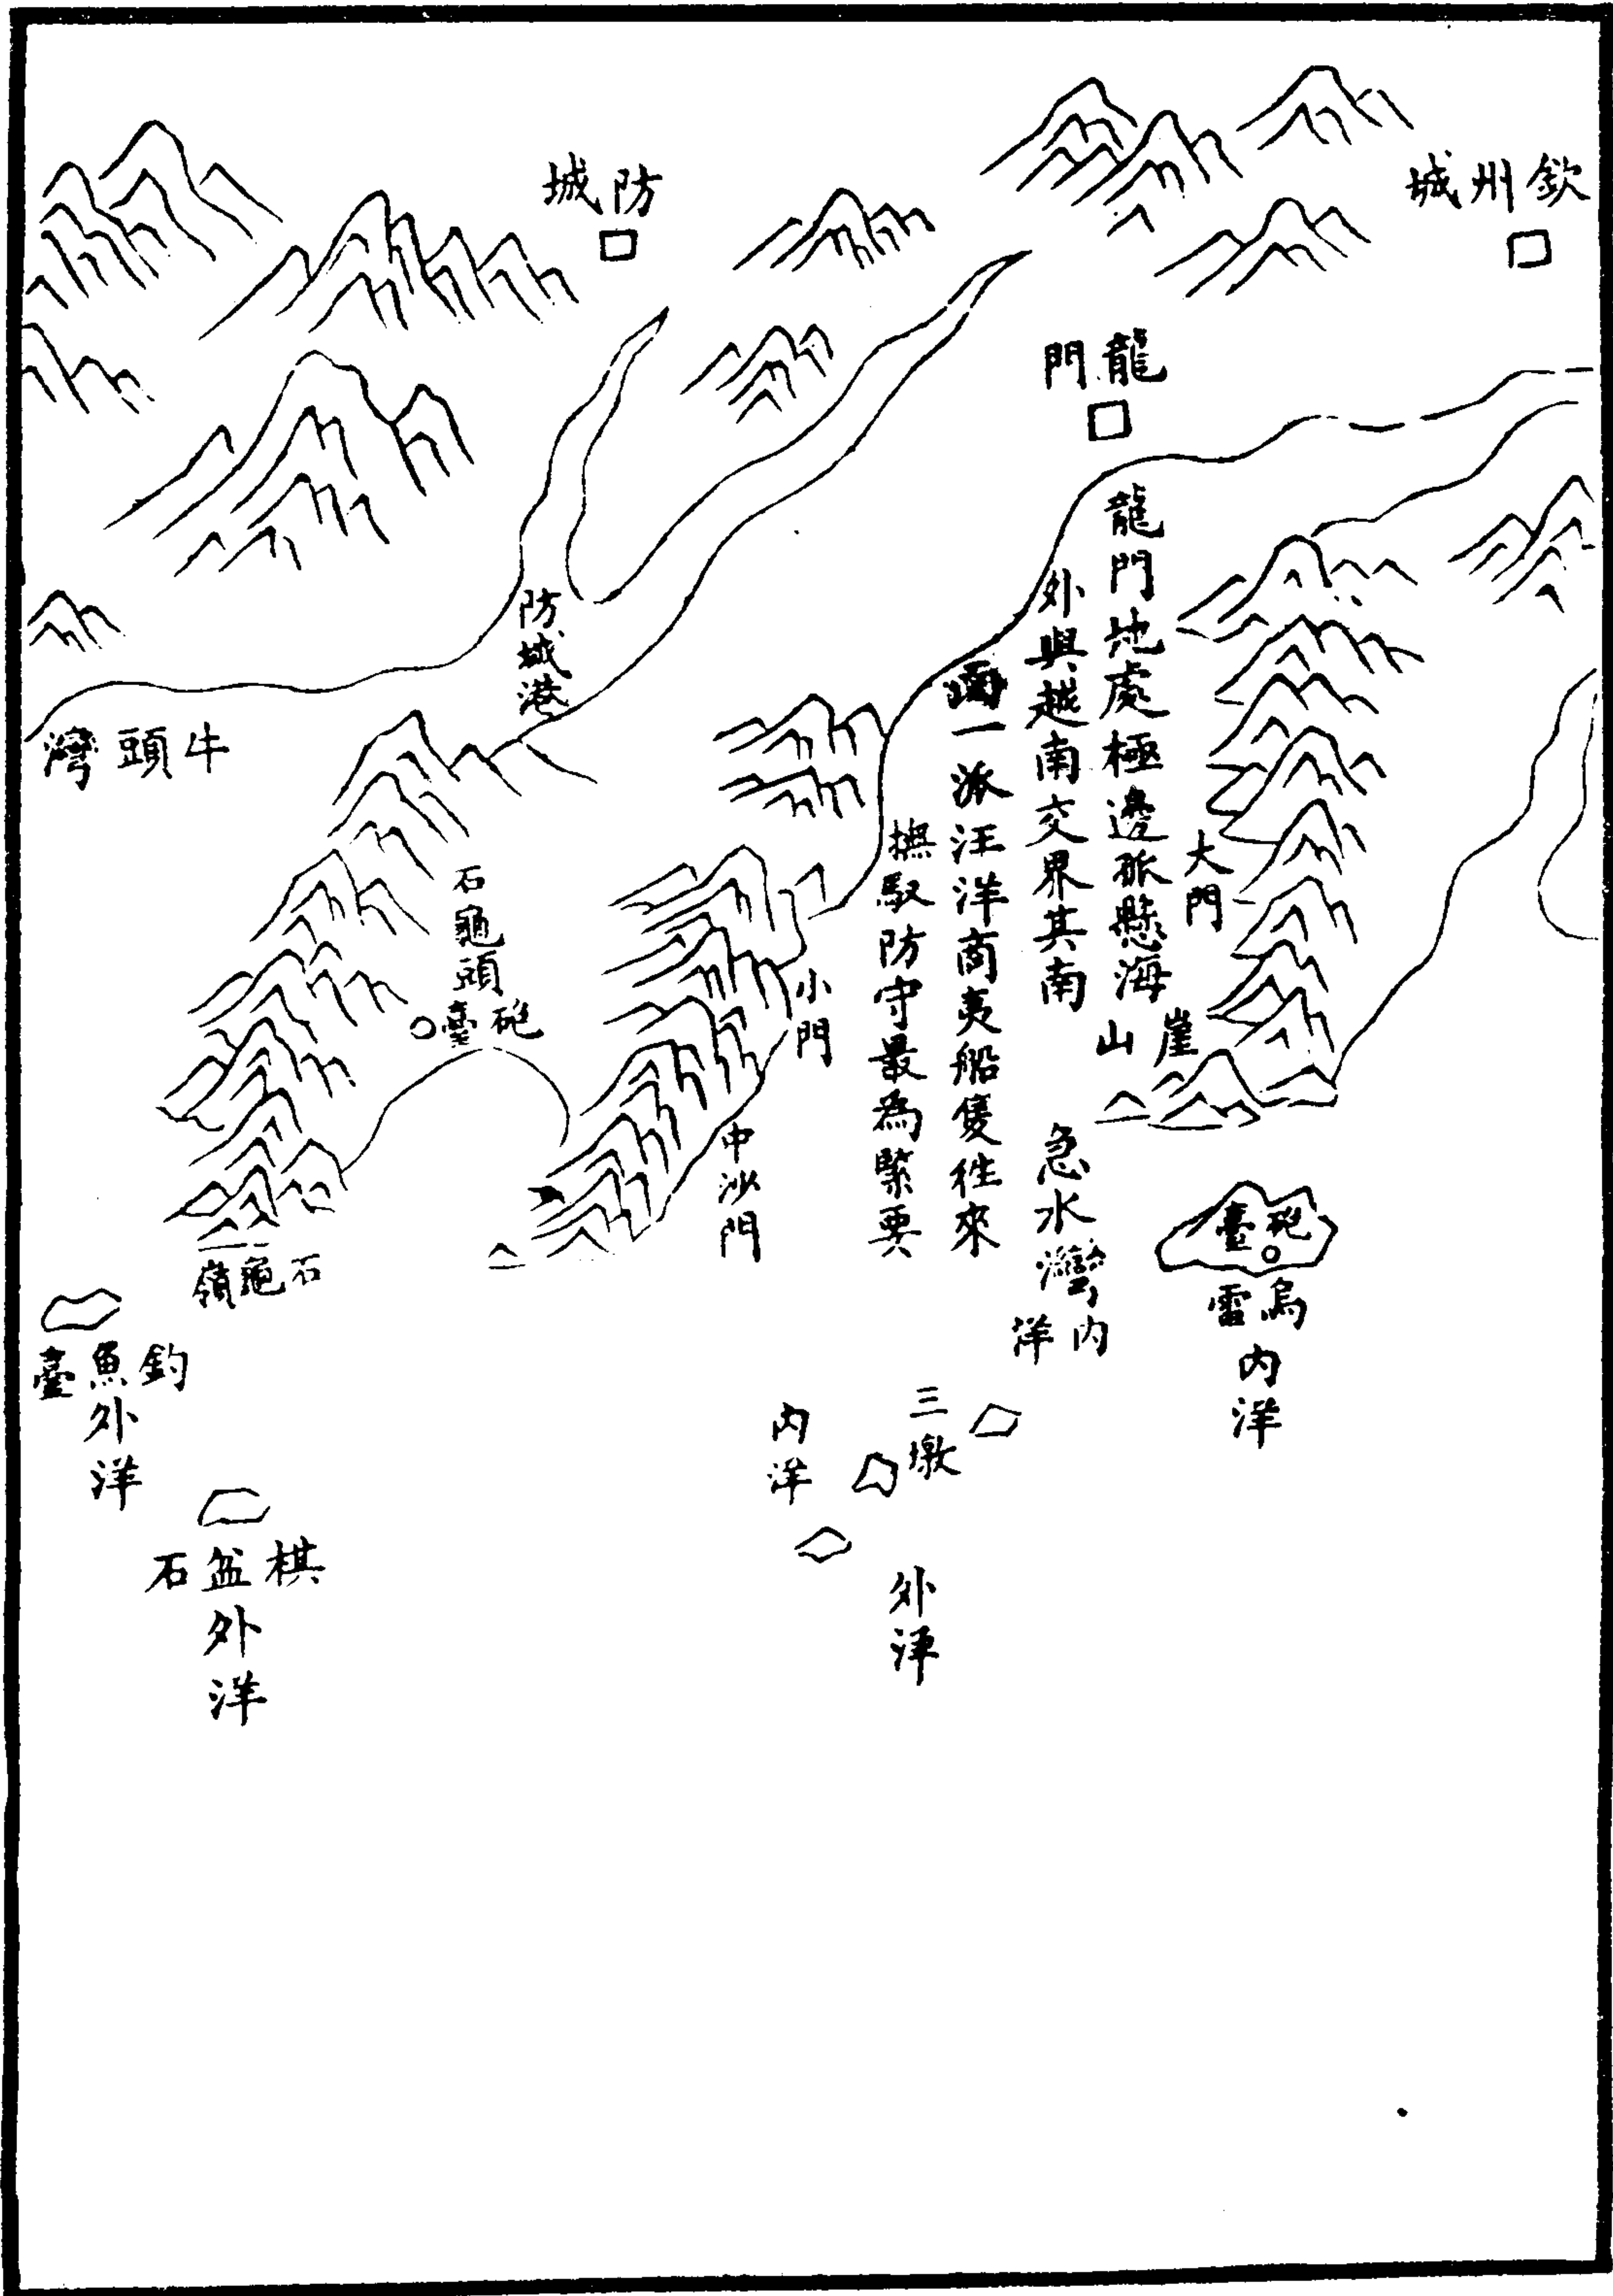 欽州城
防城
龍門
龍門地處極邊孤懸海
外與越南交界其南
面一派汪洋商夷船隻徃來
撫馭防守最為緊要
大門
崖山
急水灣內洋
砲臺
烏雷
內洋
小門
中沙門
三墩
內洋
外洋
防城港
牛頭灣
石龜頭
砲臺
石龜嶺
釣魚臺
外洋
棋盆石
外洋